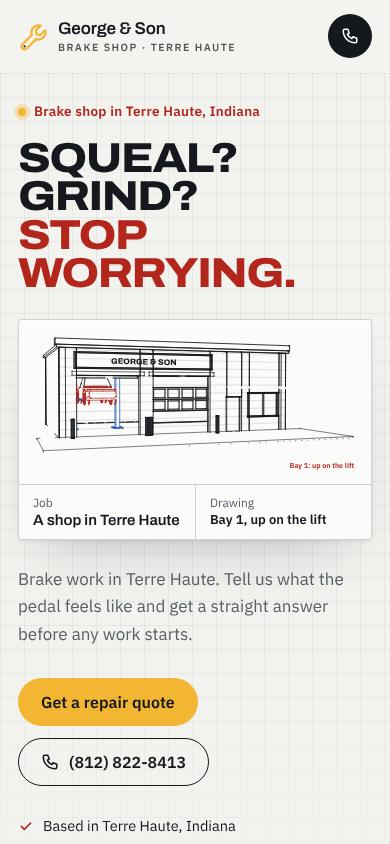 George & Son
BRAKE SHOP · TERRE HAUTE
Brake shop in Terre Haute, Indiana
SQUEAL?
GRIND?
STOP
WORRYING.
GEORGE & SON
Bay 1: up on the lift
Job
A shop in Terre Haute
Drawing
Bay 1, up on the lift
Brake work in Terre Haute. Tell us what the
pedal feels like and get a straight answer
before any work starts.
Get a repair quote
(812) 822-8413
Based in Terre Haute, Indiana